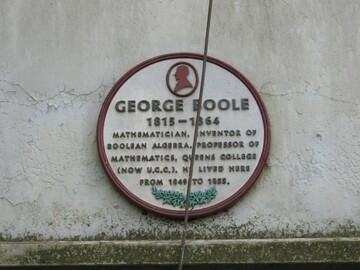 GEORGE BOOLE
1815-1864
MATHEMATICIAN, INVENTOR OF
BOOLEAN ALGEBRA, PROFESSOR OF
MATHEMATICS, QUEENS COLLEGE
(NOW U.C.C.), HE LIVED HERE
FROM 1849 TO 1855.